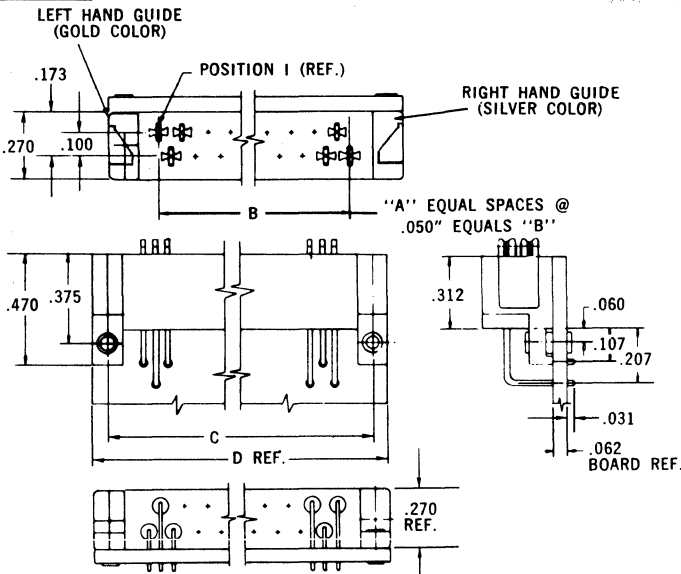 LEFT HAND GUIDE
(GOLD COLOR)
.173
POSITION 1 (REF.)
RIGHT HAND GUIDE
(SILVER COLOR)
.270
.100
B
"A" EQUAL SPACES @
.050" EQUALS "B"
.470
.375
.312
.060
.107
.207
.031
.062
BOARD REF.
C
D REF.
.270
REF.